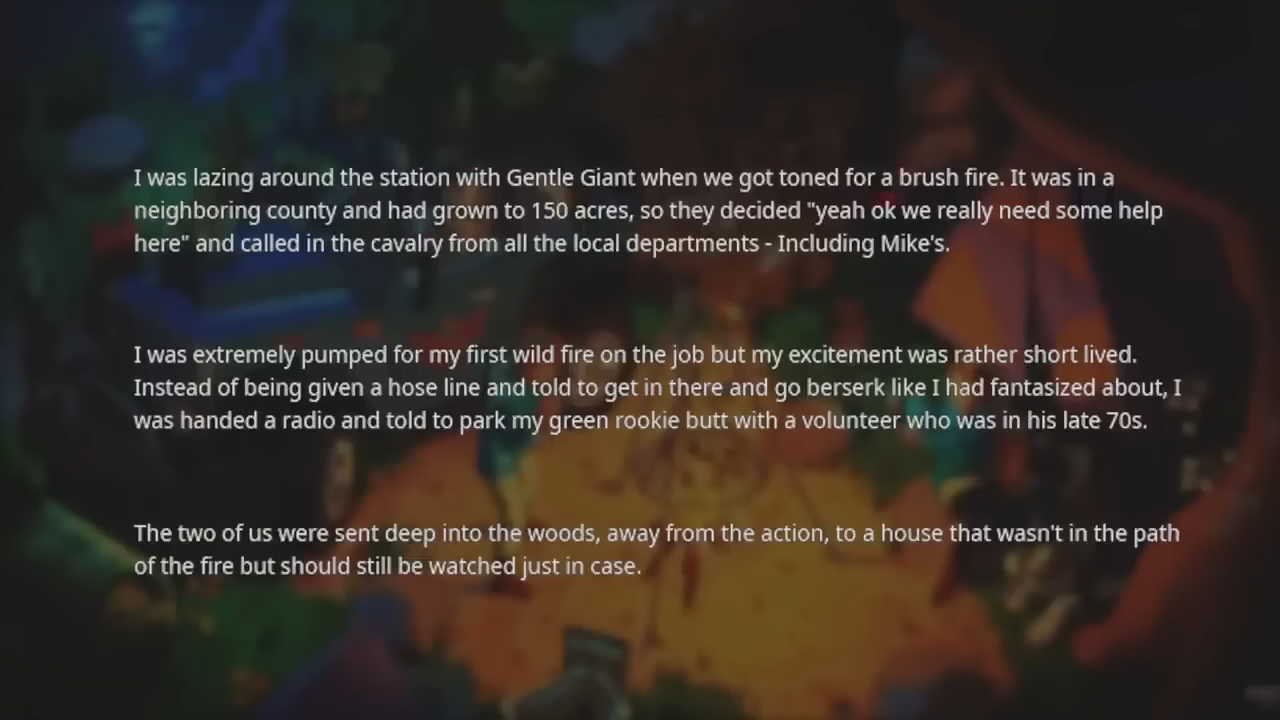 I was lazing around the station with Gentle Giant when we got toned for a brush fire. It was in a
neighboring county and had grown to 150 acres, so they decided "yeah ok we really need some help
here" and called in the cavalry from all the local departments - Including Mike's.
I was extremely pumped for my first wild fire on the job but my excitement was rather short lived.
Instead of being given a hose line and told to get in there and go berserk like I had fantasized about, I
was handed a radio and told to park my green rookie butt with a volunteer who was in his late 70s.
The two of us were sent deep into the woods, away from the action, to a house that wasn't in the path
of the fire but should still be watched just in case.